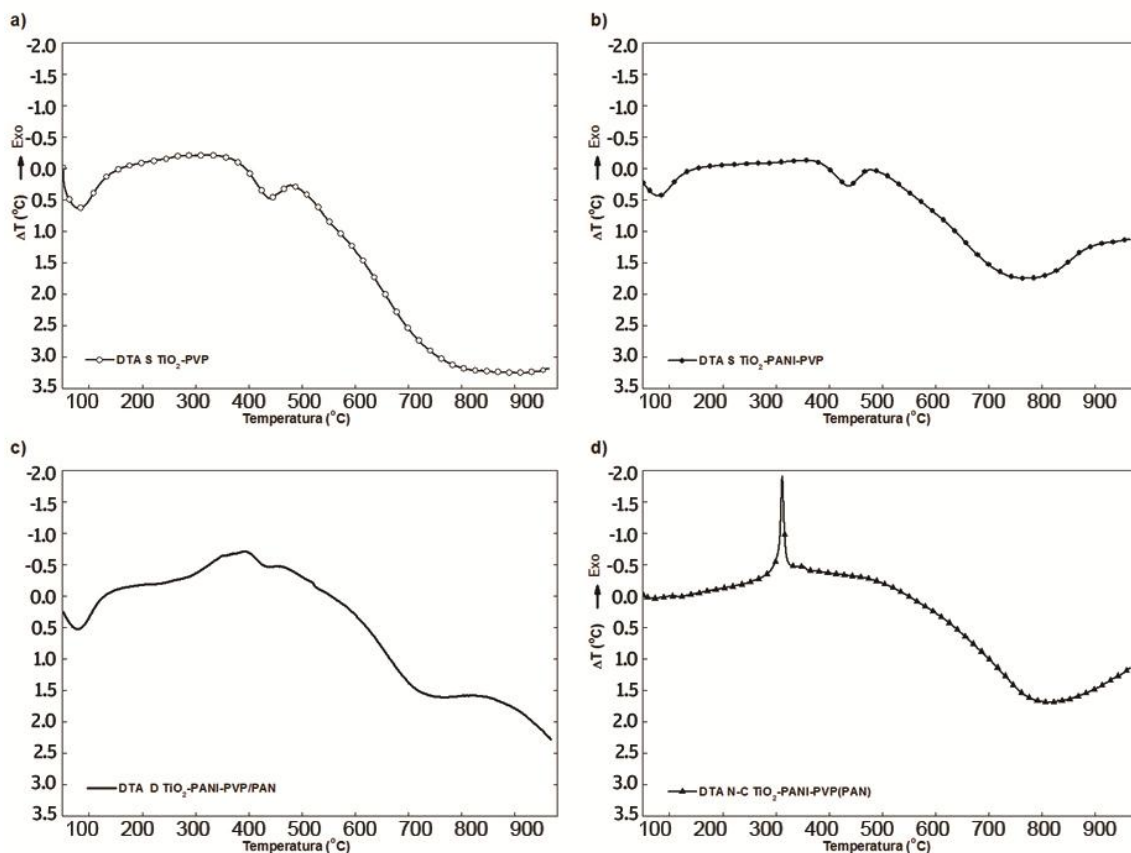 a)
-2.0
-1.5
-1.0
-0.5
0.0
0.5
1.0
1.5
2.0
2.5
3.0
3.5
ΔT (°C) → Exo
DTA S TiO₂-PVP
100 200 300 400 500 600 700 800 900
Temperatura (°C)
b)
-2.0
-1.5
-1.0
-0.5
0.0
0.5
1.0
1.5
2.0
2.5
3.0
3.5
ΔT (°C) → Exo
DTA S TiO₂-PANI-PVP
100 200 300 400 500 600 700 800 900
Temperatura (°C)
c)
-2.0
-1.5
-1.0
-0.5
0.0
0.5
1.0
1.5
2.0
2.5
3.0
3.5
ΔT (°C) → Exo
DTA D TiO₂-PANI-PVP/PAN
100 200 300 400 500 600 700 800 900
Temperatura (°C)
d)
-2.0
-1.5
-1.0
-0.5
0.0
0.5
1.0
1.5
2.0
2.5
3.0
3.5
ΔT (°C) → Exo
DTA N-C TiO₂-PANI-PVP(PAN)
100 200 300 400 500 600 700 800 900
Temperatura (°C)